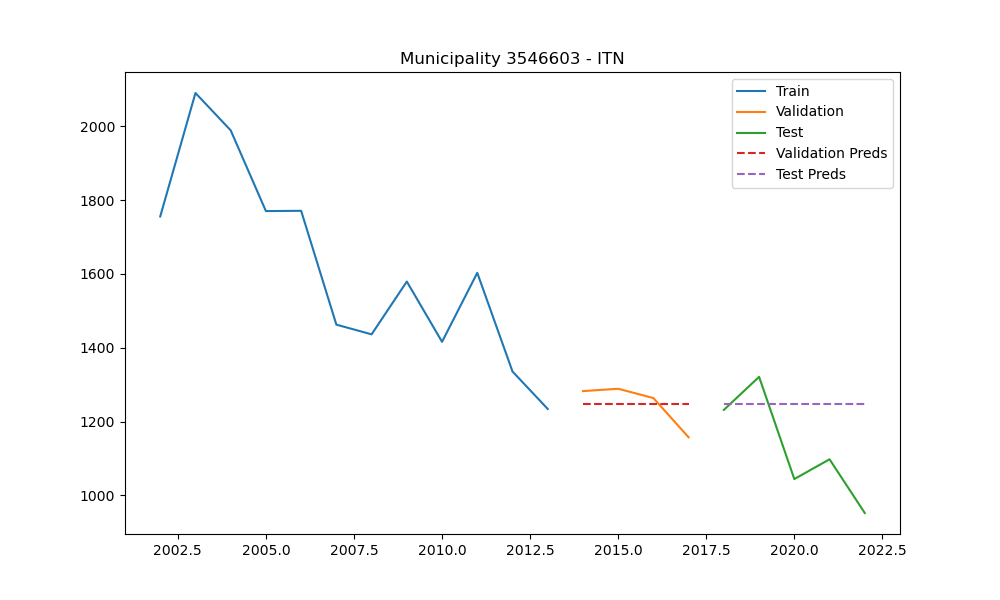 Municipality 3546603 - ITN
Train
Validation
Test
Validation Preds
Test Preds
2000
1800
1600
1400
1200
1000
2002.5 2005.0 2007.5 2010.0 2012.5 2015.0 2017.5 2020.0 2022.5